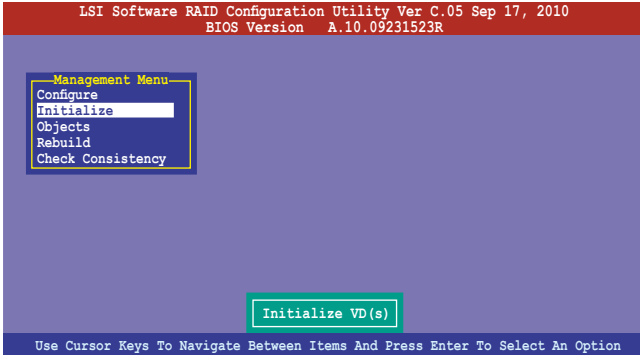 LSI Software RAID Configuration Utility Ver C.05 Sep 17, 2010
BIOS Version A.10.09231523R
Management Menu
Configure
Initialize
Objects
Rebuild
Check Consistency
Initialize VD(s)
Use Cursor Keys To Navigate Between Items And Press Enter To Select An Option